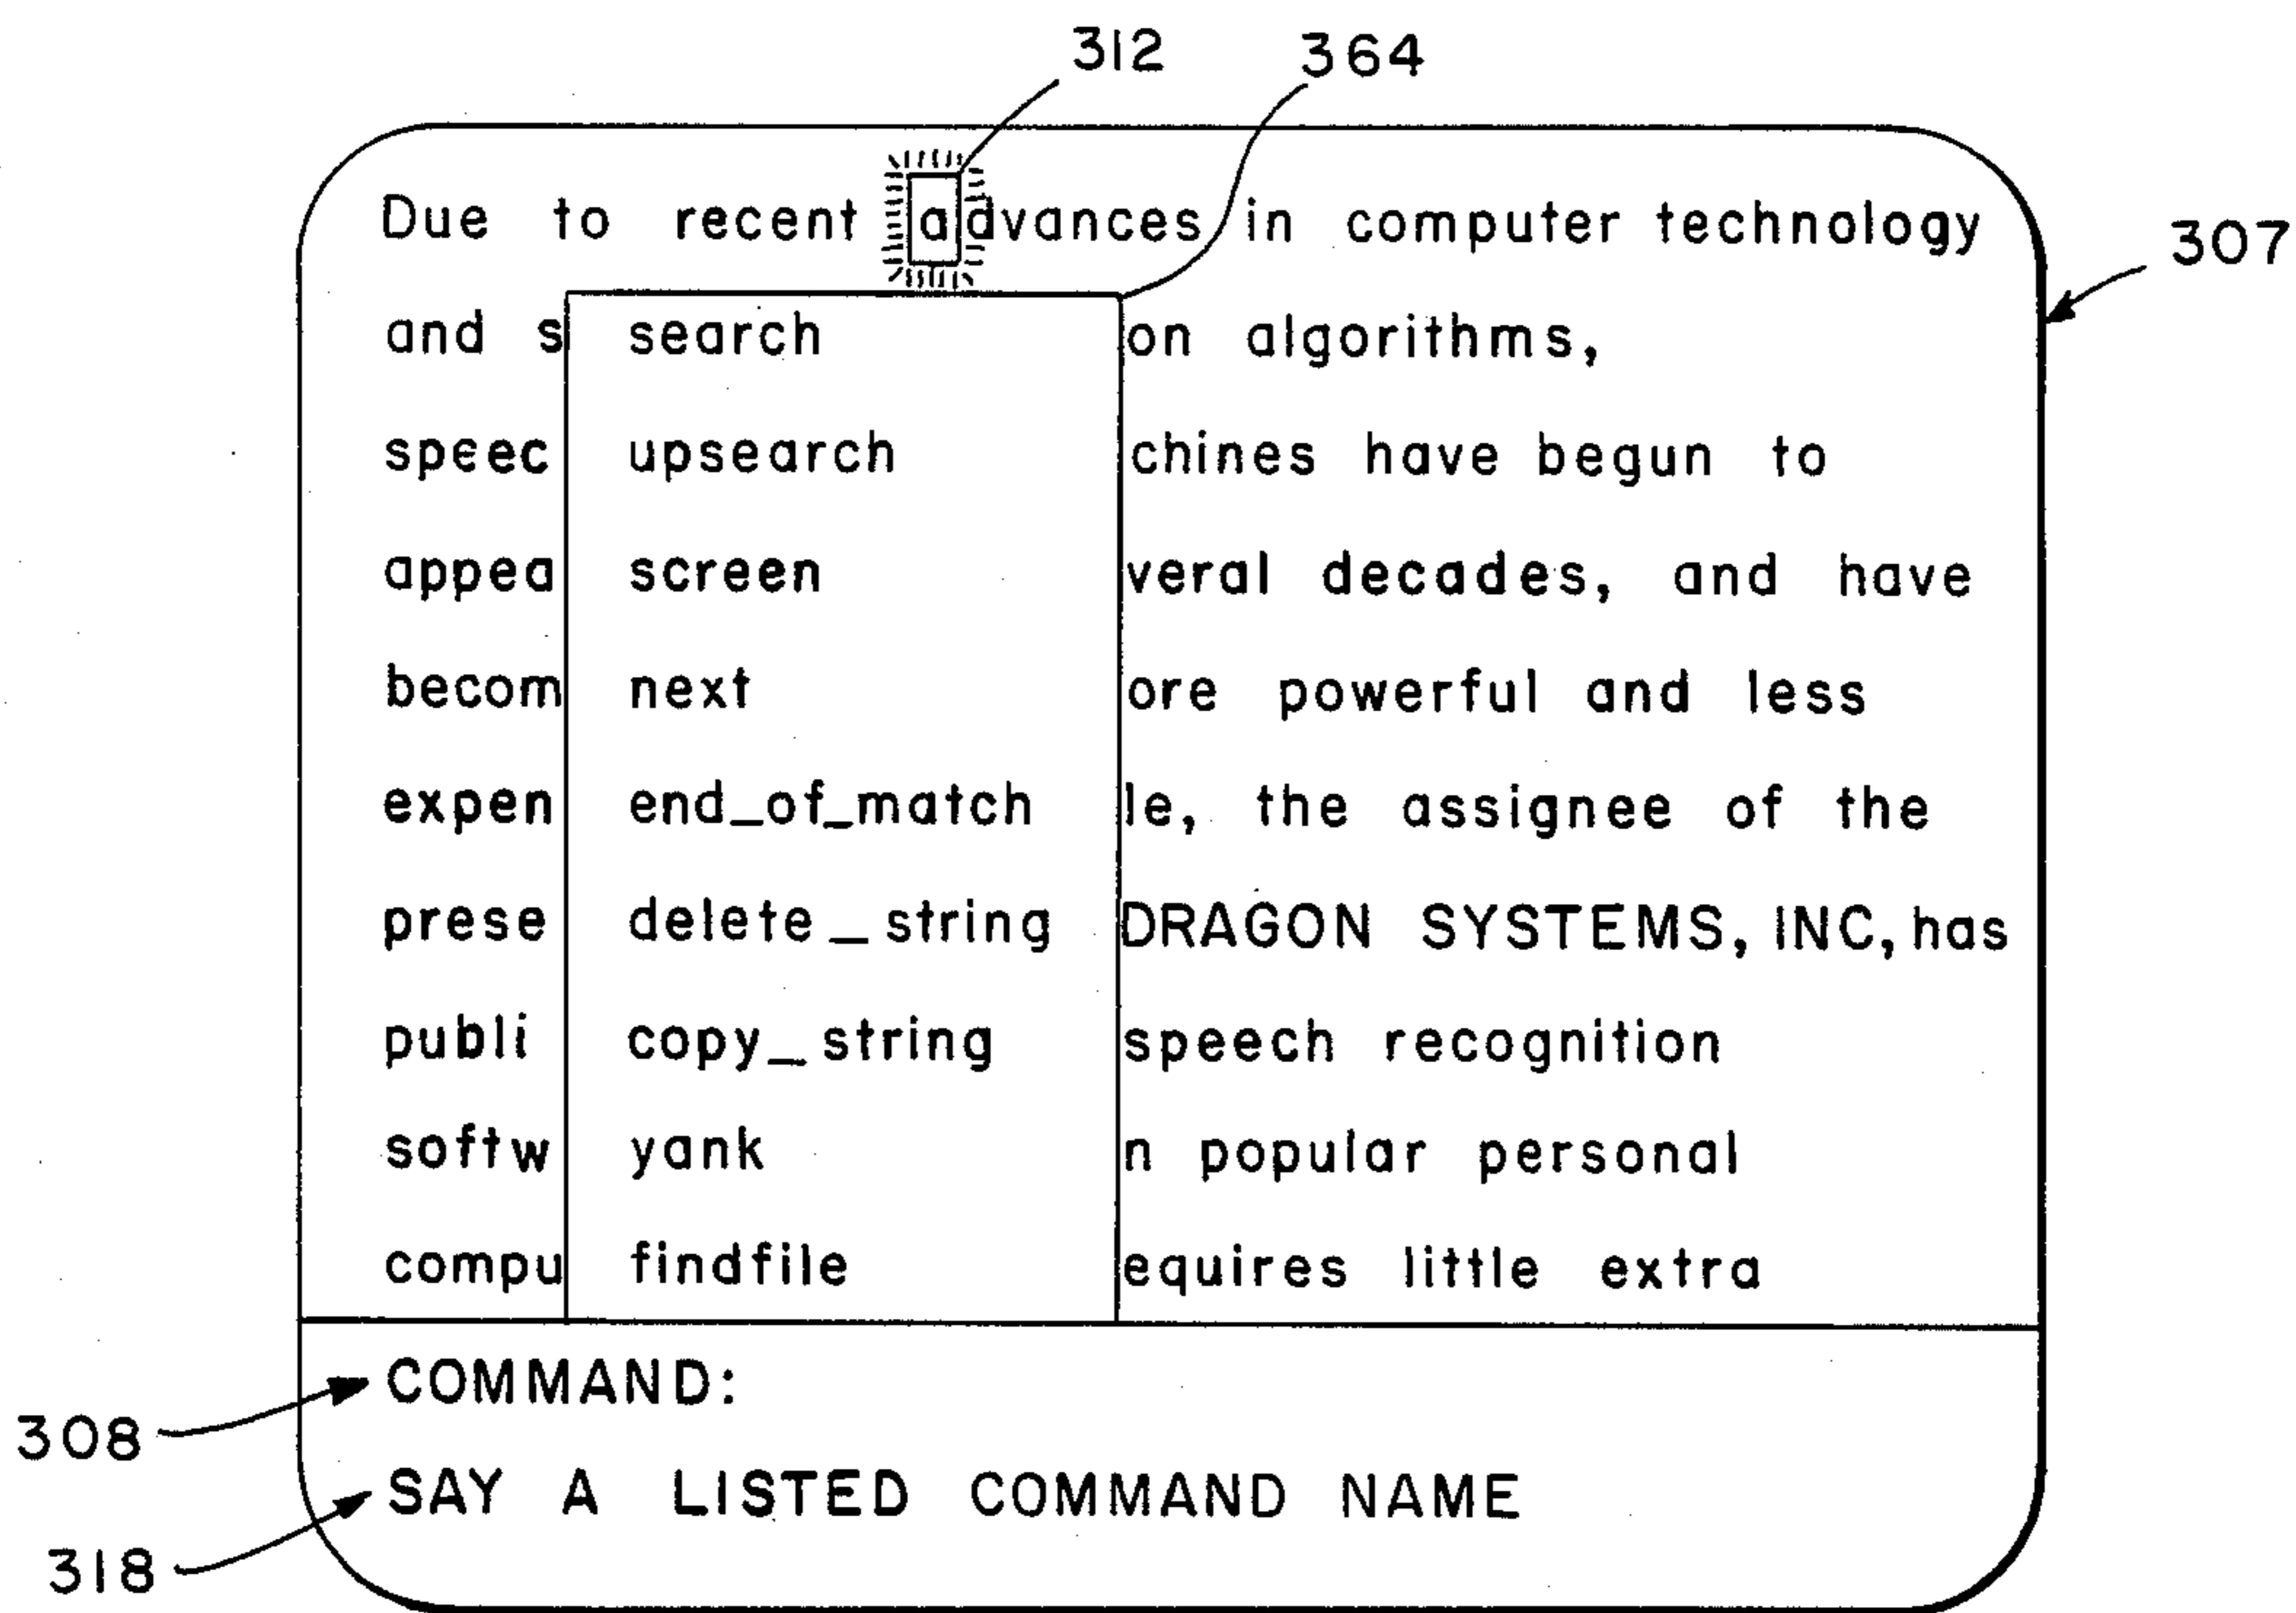 312 364
Due to recent advances in computer technology
307
and s search on algorithms,
speec upsearch chines have begun to
appea screen veral decades, and have
becom next ore powerful and less
expen end_of_match le, the assignee of the
prese delete_string DRAGON SYSTEMS, INC, has
publi copy_string speech recognition
softw yank n popular personal
compu findfile equires little extra
COMMAND:
308
SAY A LISTED COMMAND NAME
318